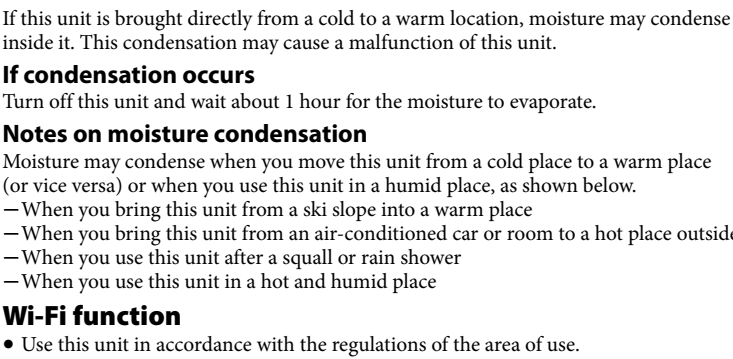 If this unit is brought directly from a cold to a warm location, moisture may condense
inside it. This condensation may cause a malfunction of this unit.
If condensation occurs
Turn off this unit and wait about 1 hour for the moisture to evaporate.
Notes on moisture condensation
Moisture may condense when you move this unit from a cold place to a warm place
(or vice versa) or when you use this unit in a humid place, as shown below.
—When you bring this unit from a ski slope into a warm place
—When you bring this unit from an air-conditioned car or room to a hot place outside
—When you use this unit after a squall or rain shower
—When you use this unit in a hot and humid place
Wi-Fi function
● Use this unit in accordance with the regulations of the area of use.